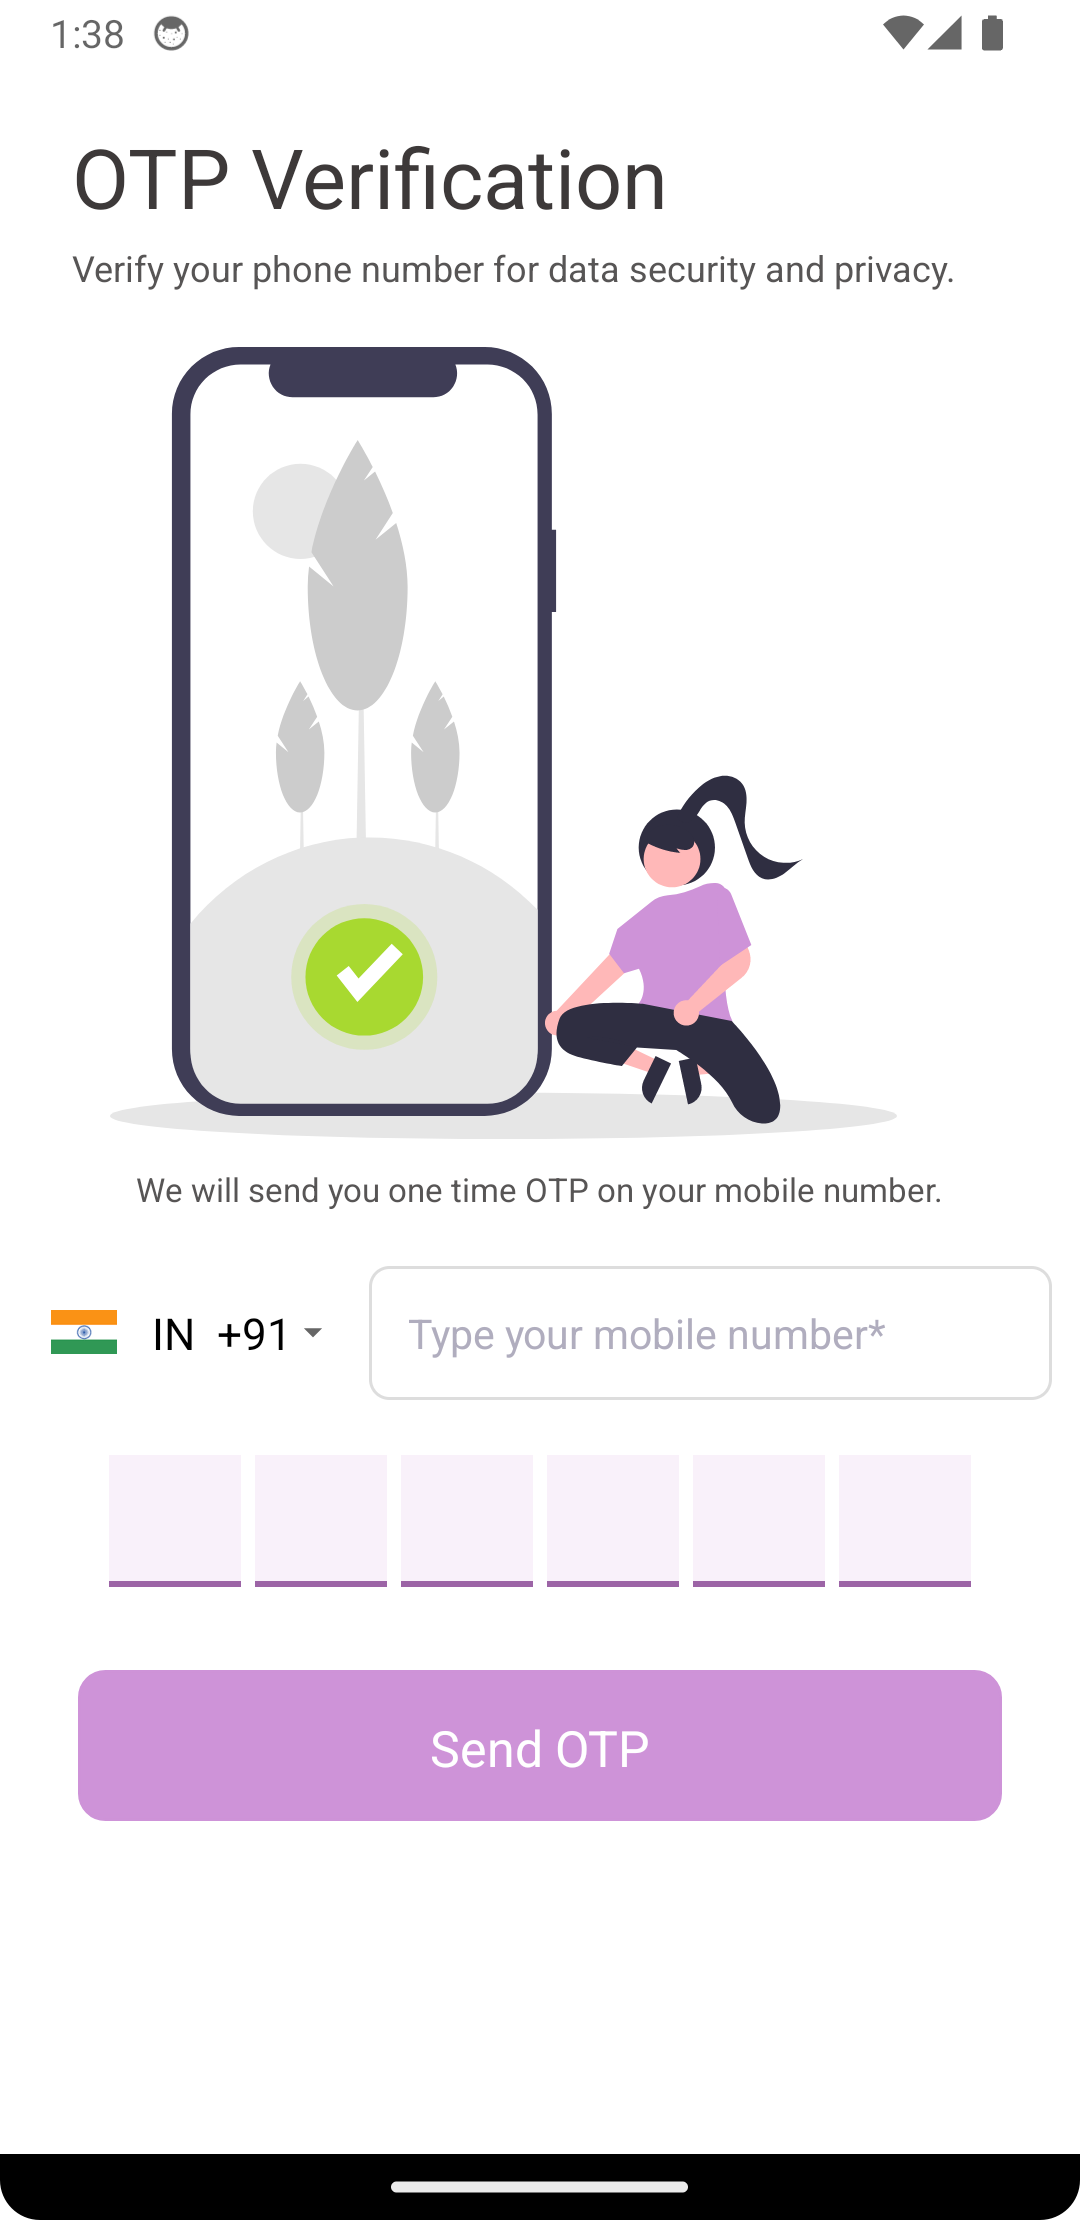 1:38
OTP Verification
Verify your phone number for data security and privacy.
We will send you one time OTP on your mobile number.
IN +91
Type your mobile number*
Send OTP